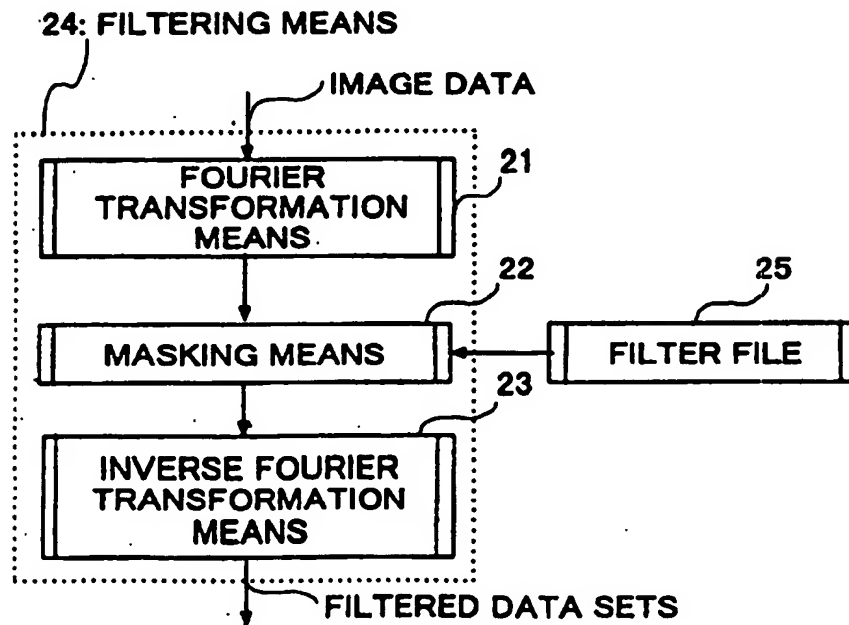 24: FILTERING MEANS
IMAGE DATA
21
FOURIER
TRANSFORMATION
MEANS
22
25
MASKING MEANS
FILTER FILE
23
INVERSE FOURIER
TRANSFORMATION
MEANS
FILTERED DATA SETS